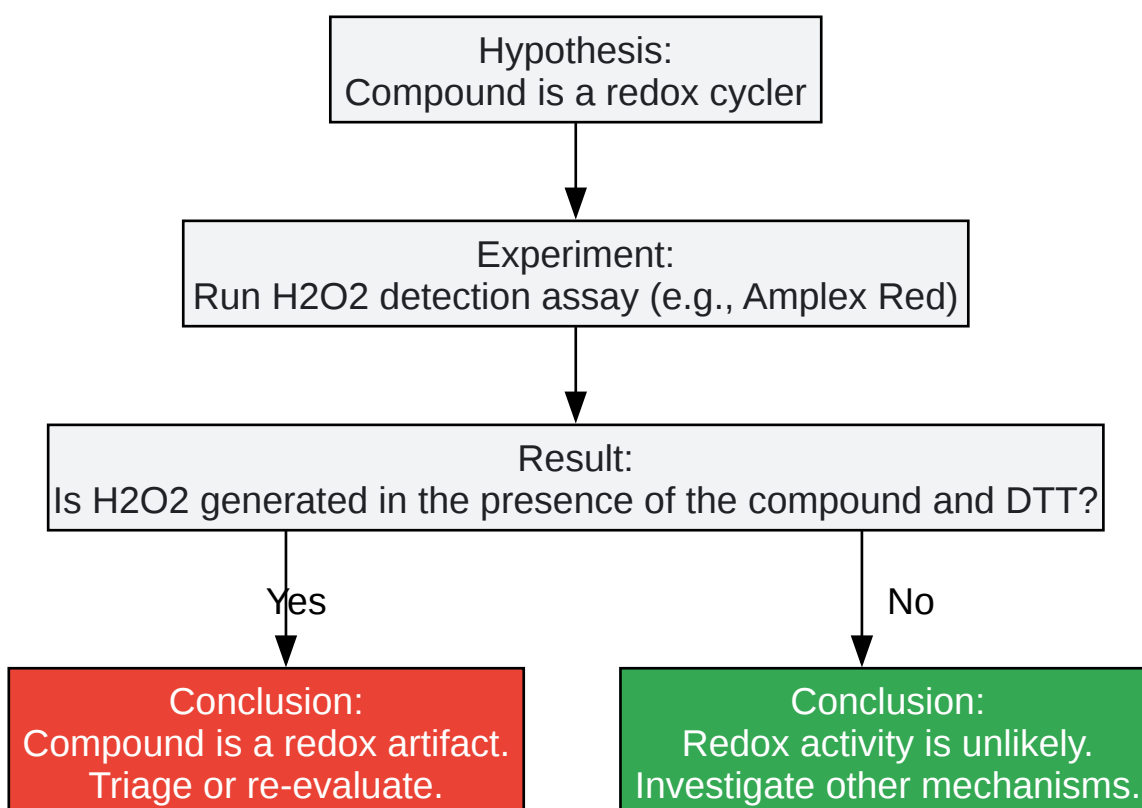 Hypothesis:
Compound is a redox cycler
Experiment:
Run H2O2 detection assay (e.g., Amplex Red)
Result:
Is H2O2 generated in the presence of the compound and DTT?
Yes
No
Conclusion:
Compound is a redox artifact.
Triage or re-evaluate.
Conclusion:
Redox activity is unlikely.
Investigate other mechanisms.